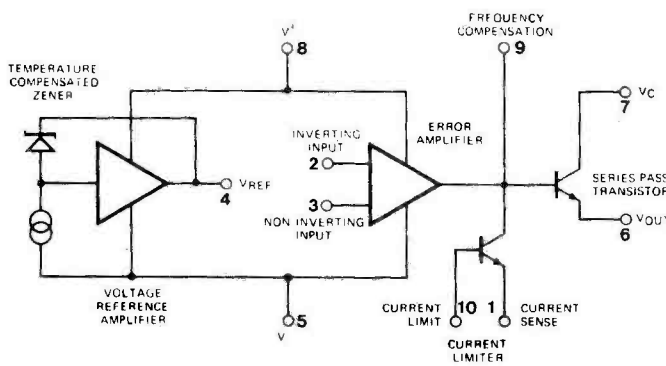 FREQUENCY
COMPENSATION
9
V+
8
TEMPERATURE
COMPENSATED
ZENER
VC
7
ERROR
AMPLIFIER
INVERTING
INPUT
2
VREF
4
3
NON INVERTING
INPUT
SERIES PASS
TRANSISTOR
VOUT
6
VOLTAGE
REFERENCE
AMPLIFIER
5
V
CURRENT
LIMIT
10
1
CURRENT
SENSE
CURRENT
LIMITER